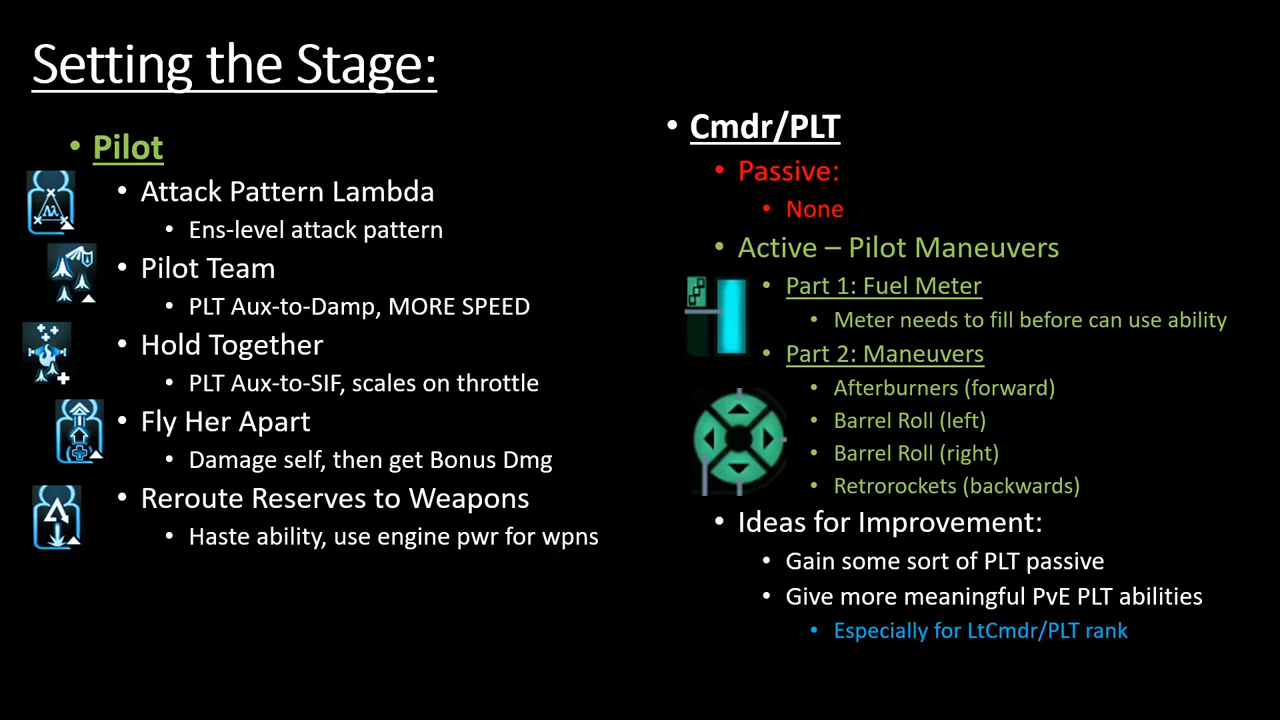 Setting the Stage:
• Pilot
• Attack Pattern Lambda
• Ens-level attack pattern
• Pilot Team
• PLT Aux-to-Damp, MORE SPEED
• Hold Together
• PLT Aux-to-SIF, scales on throttle
• Fly Her Apart
• Damage self, then get Bonus Dmg
• Reroute Reserves to Weapons
• Haste ability, use engine pwr for wpns
• Cmdr/PLT
• Passive:
• None
• Active – Pilot Maneuvers
• Part 1: Fuel Meter
• Meter needs to fill before can use ability
• Part 2: Maneuvers
• Afterburners (forward)
• Barrel Roll (left)
• Barrel Roll (right)
• Retrorockets (backwards)
• Ideas for Improvement:
• Gain some sort of PLT passive
• Give more meaningful PvE PLT abilities
• Especially for LtCmdr/PLT rank